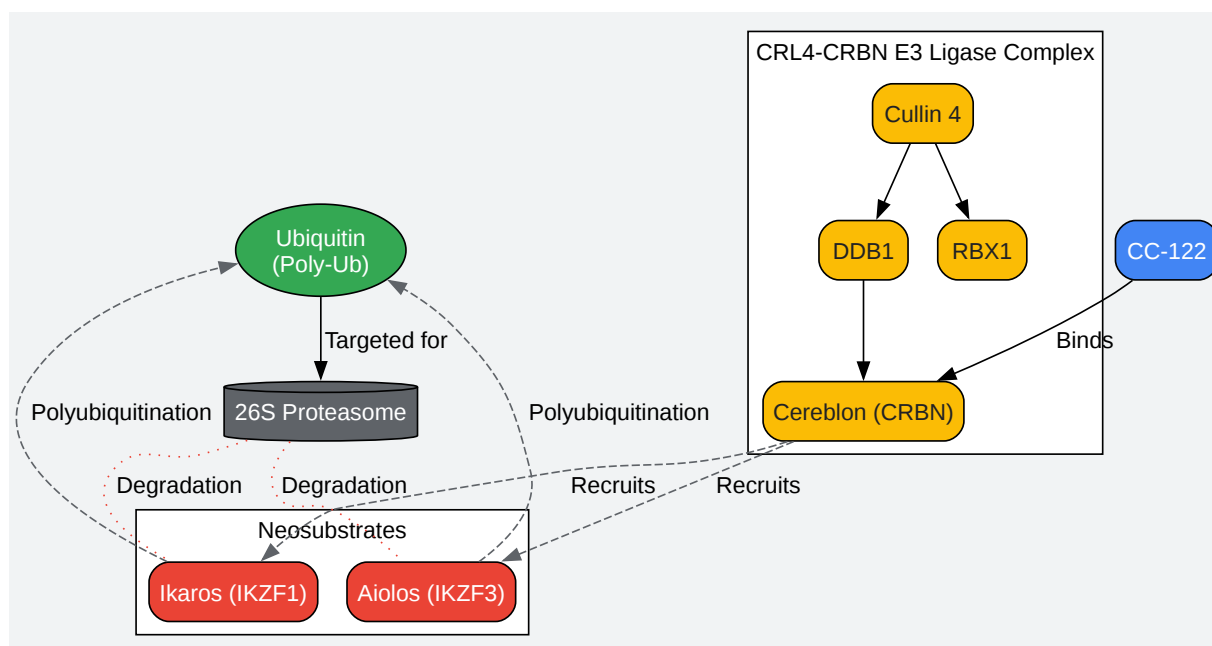 CRL4-CRBN E3 Ligase Complex
Cullin 4
Ubiquitin
(Poly-Ub)
DDB1
RBX1
CC-122
Targeted for
Binds
Polyubiquitination
26S Proteasome
Polyubiquitination
Cereblon (CRBN)
Degradation
Degradation
Recruits
Recruits
Neosubstrates
Ikaros (IKZF1)
Aiolos (IKZF3)